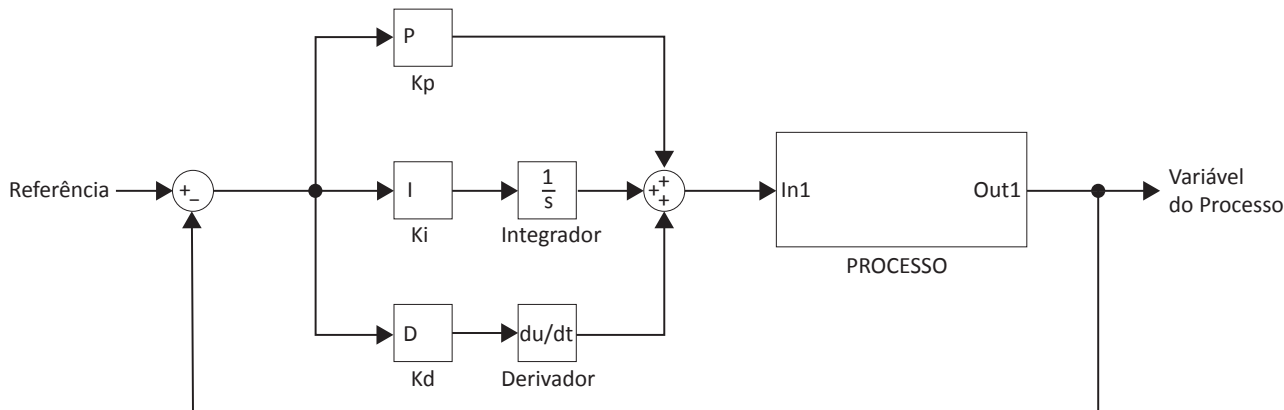 P
Kp
Referência
+
−
I
Ki
1
s
Integrador
+
+
+
In1
Out1
PROCESSO
Variável
do Processo
D
Kd
du/dt
Derivador